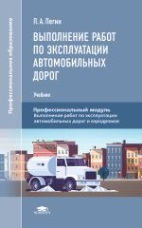 Профессиональное образование
П. А. Пегин
ВЫПОЛНЕНИЕ РАБОТ
ПО ЭКСПЛУАТАЦИИ
АВТОМОБИЛЬНЫХ
ДОРОГ
Учебник
Профессиональный модуль
Выполнение работ по эксплуатации
автомобильных дорог и аэродромов